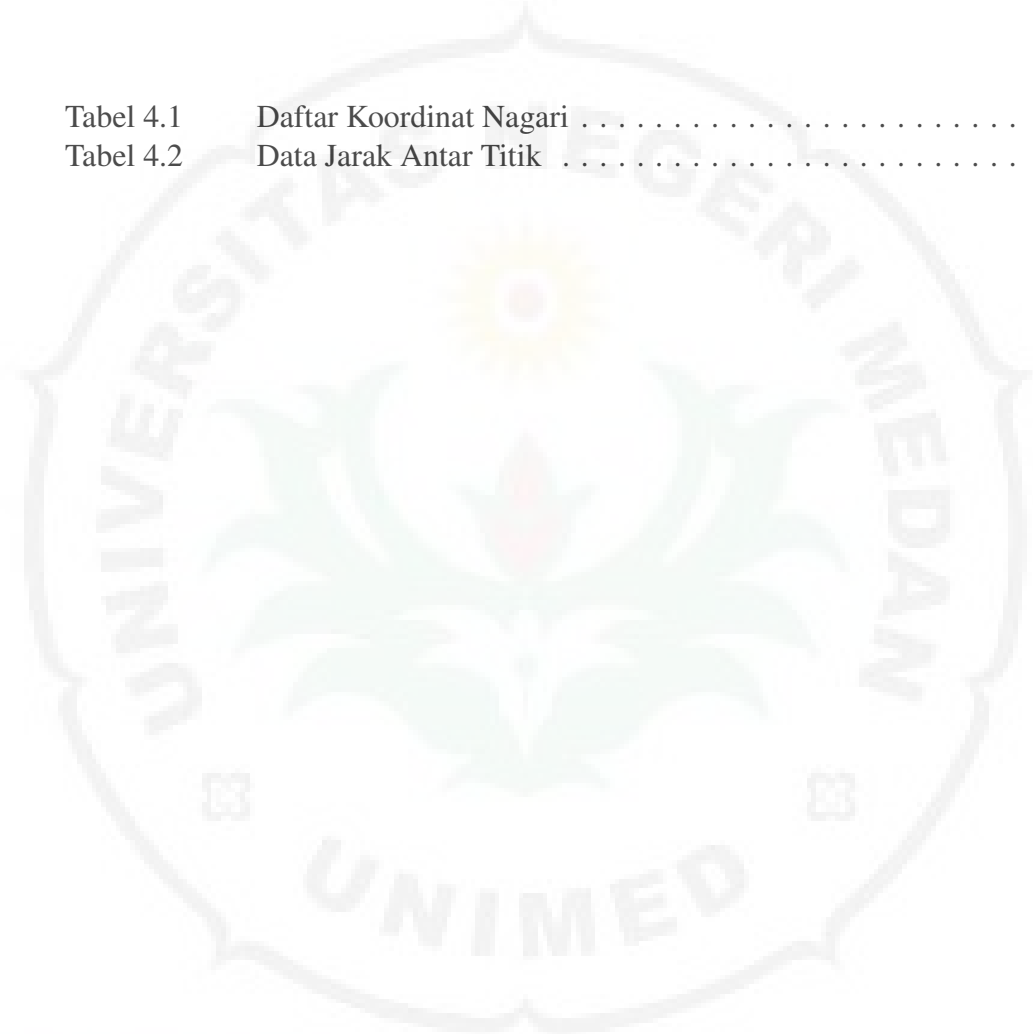 Tabel 4.1 Daftar Koordinat Nagari . . . . . . . . . . . . . . . . . . . . . . . .
Tabel 4.2 Data Jarak Antar Titik . . . . . . . . . . . . . . . . . . . . . . . . .
UNIVERSITAS NEGERI MEDAN
UNIMED